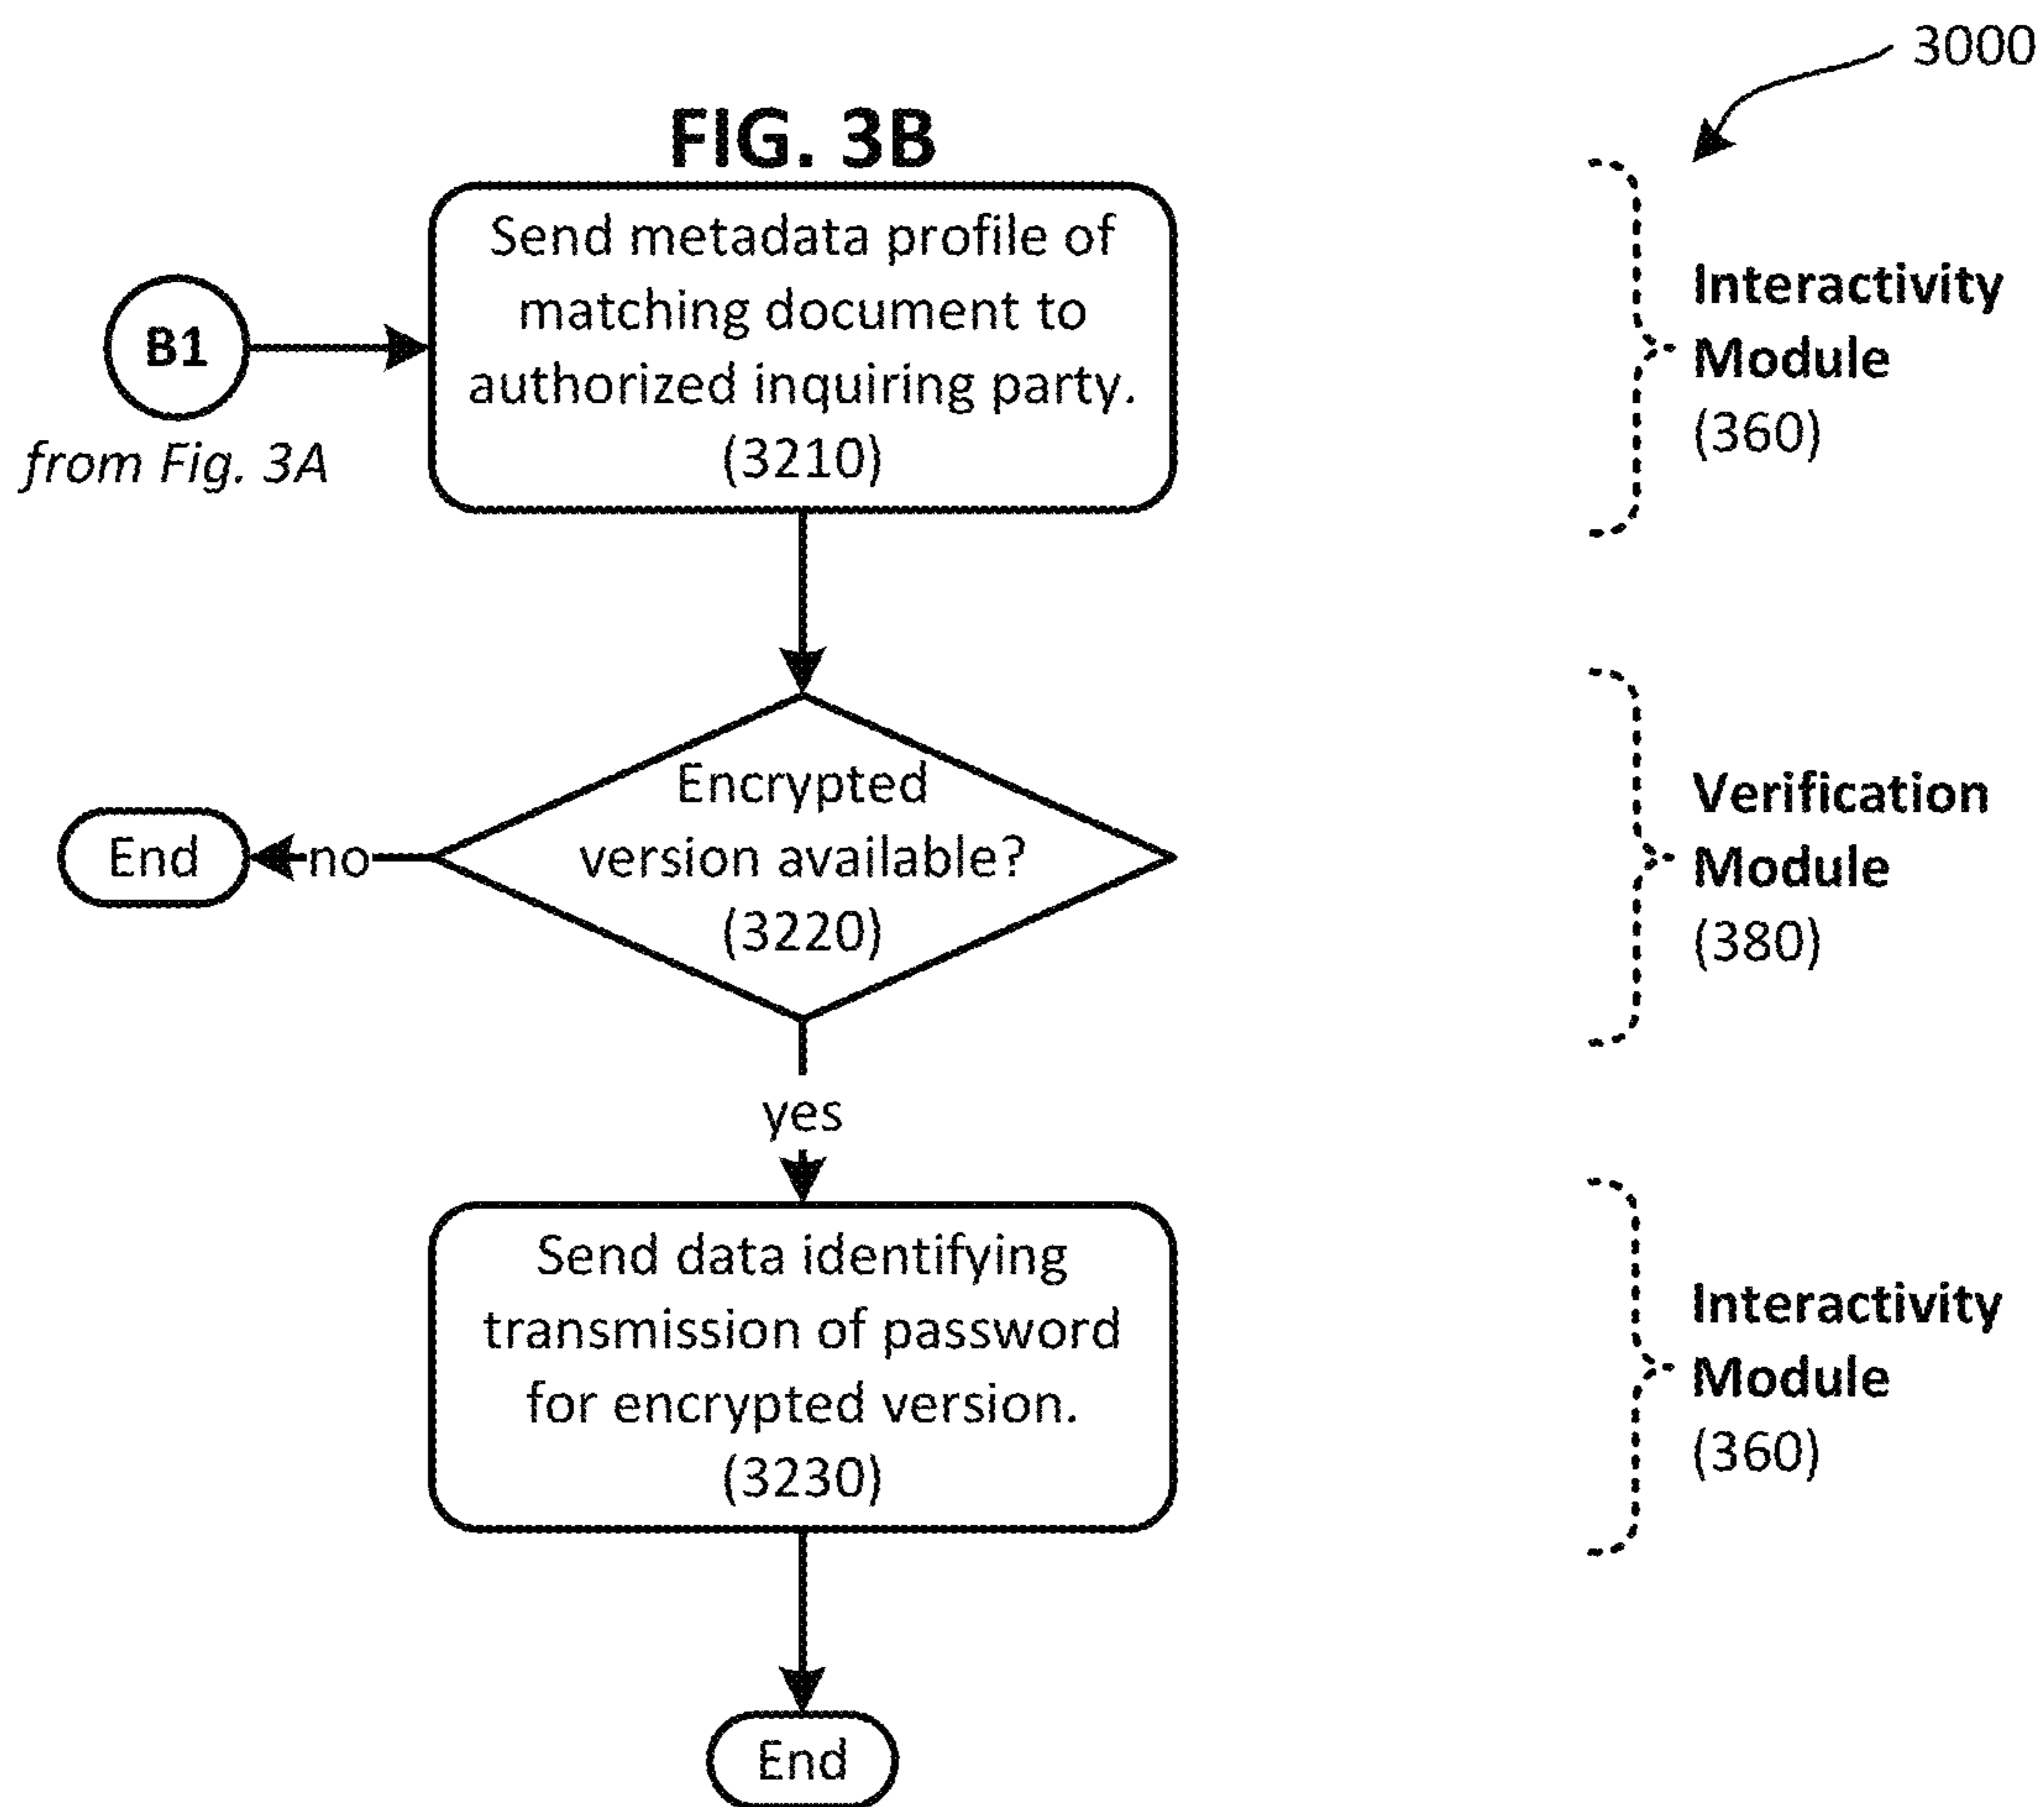 3000
FIG. 3B
Send metadata profile of
matching document to
authorized inquiring party.
(3210)
B1
from Fig. 3A
Interactivity
Module
(360)
Encrypted
version available?
(3220)
no
End
Verification
Module
(380)
yes
Send data identifying
transmission of password
for encrypted version.
(3230)
Interactivity
Module
(360)
End